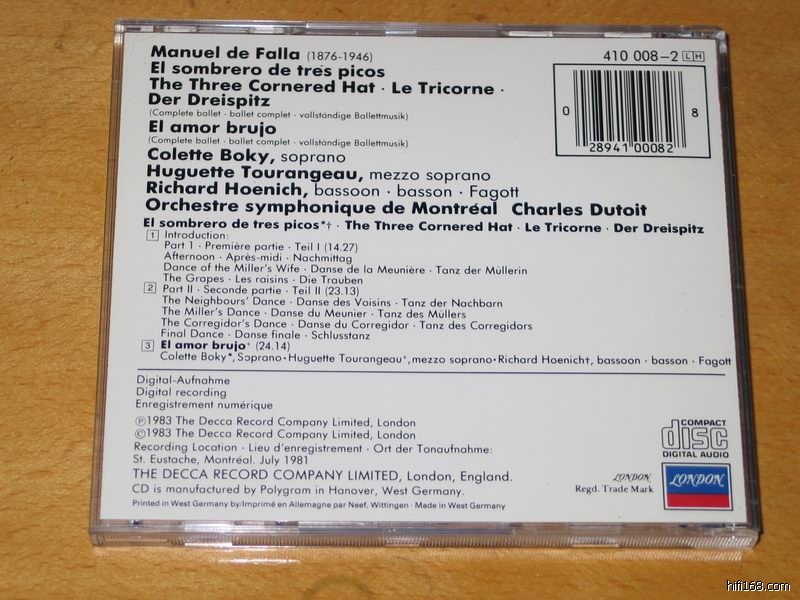 Manuel de Falla (1876-1946)
El sombrero de tres picos
The Three Cornered Hat · Le Tricorne ·
Der Dreispitz
(Complete ballet · ballet complet · vollständige Ballettmusik)
El amor brujo
(Complete ballet · ballet complet · vollständige Ballettmusik)
Colette Boky, soprano
Huguette Tourangeau, mezzo soprano
Richard Hoenich, bassoon · basson · Fagott
Orchestre symphonique de Montréal Charles Dutoit
410 008-2 LH
0 28941 00082 8
El sombrero de tres picos*† · The Three Cornered Hat · Le Tricorne · Der Dreispitz
1 Introduction:
Part 1 · Première partie · Teil I (14.27)
Afternoon · Après-midi · Nachmittag
Dance of the Miller's Wife · Danse de la Meunière · Tanz der Müllerin
The Grapes · Les raisins · Die Trauben
2 Part II · Seconde partie · Teil II (23.13)
The Neighbours' Dance · Danse des Voisins · Tanz der Nachbarn
The Miller's Dance · Danse du Meunier · Tanz des Müllers
The Corregidor's Dance · Danse du Corregidor · Tanz des Corregidors
Final Dance · Danse finale · Schlusstanz
3 El amor brujo⁺ (24.14)
Colette Boky*, Soprano · Huguette Tourangeau⁺, mezzo soprano · Richard Hoenich†, bassoon · basson · Fagott
Digital-Aufnahme
Digital recording
Enregistrement numérique
℗1983 The Decca Record Company Limited, London
©1983 The Decca Record Company Limited, London
Recording Location · Lieu d'enregistrement · Ort der Tonaufnahme:
St. Eustache, Montréal. July 1981
THE DECCA RECORD COMPANY LIMITED, London, England.
CD is manufactured by Polygram in Hanover, West Germany.
Printed in West Germany by/Imprimé en Allemagne par Neef, Wittingen · Made in West Germany
COMPACT
disc
DIGITAL AUDIO
LONDON
Regd. Trade Mark
LONDON
hifi168.com